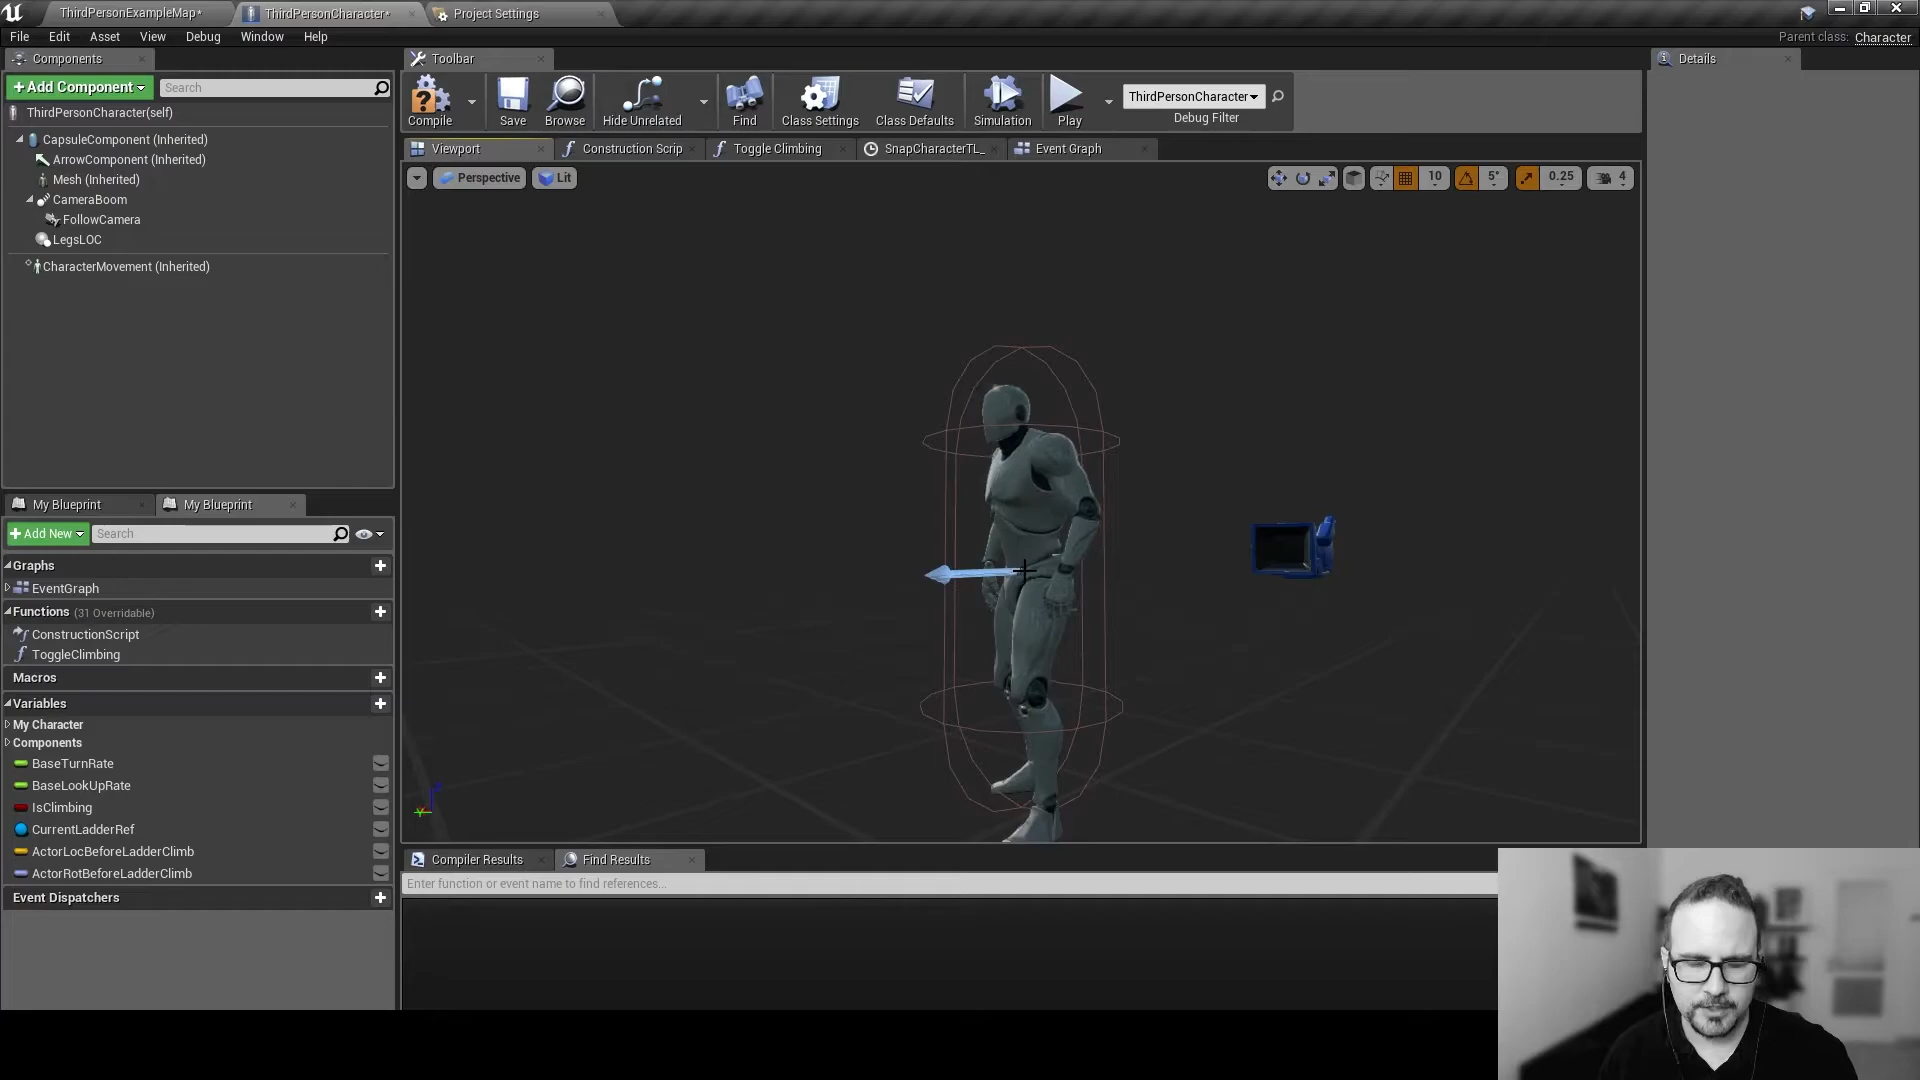 ThirdPersonExampleMap*
ThirdPersonCharacter*
Project Settings
File Edit Asset View Debug Window Help
Parent class: Character
Components
Toolbar
Details
+ Add Component
Search
Compile
Save
Browse
Hide Unrelated
Find
Class Settings
Class Defaults
Simulation
Play
ThirdPersonCharacter
Debug Filter
ThirdPersonCharacter(self)
CapsuleComponent (Inherited)
ArrowComponent (Inherited)
Mesh (Inherited)
CameraBoom
FollowCamera
LegsLOC
CharacterMovement (Inherited)
Viewport
Construction Scrip
Toggle Climbing
SnapCharacterTL_
Event Graph
Perspective
Lit
10
5°
0.25
4
My Blueprint
My Blueprint
+ Add New
Search
Graphs
EventGraph
Functions (31 Overridable)
ConstructionScript
ToggleClimbing
Macros
Variables
My Character
Components
BaseTurnRate
BaseLookUpRate
IsClimbing
CurrentLadderRef
ActorLocBeforeLadderClimb
ActorRotBeforeLadderClimb
Event Dispatchers
Compiler Results
Find Results
Enter function or event name to find references...